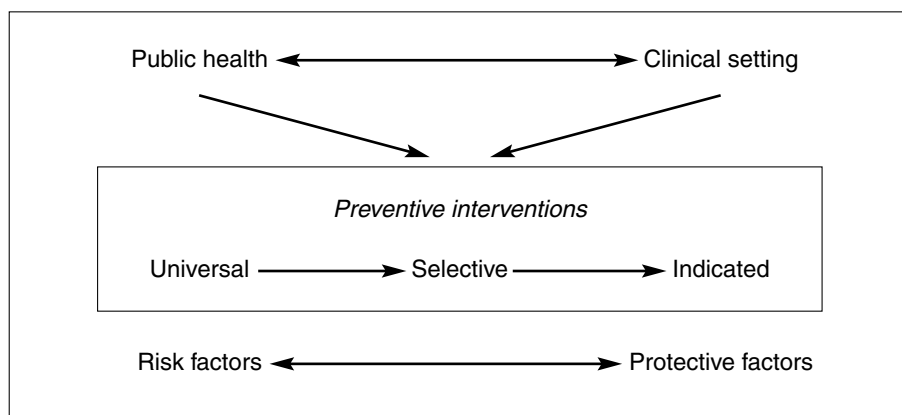 Public health Clinical setting
Preventive interventions
Universal Selective Indicated
Risk factors Protective factors